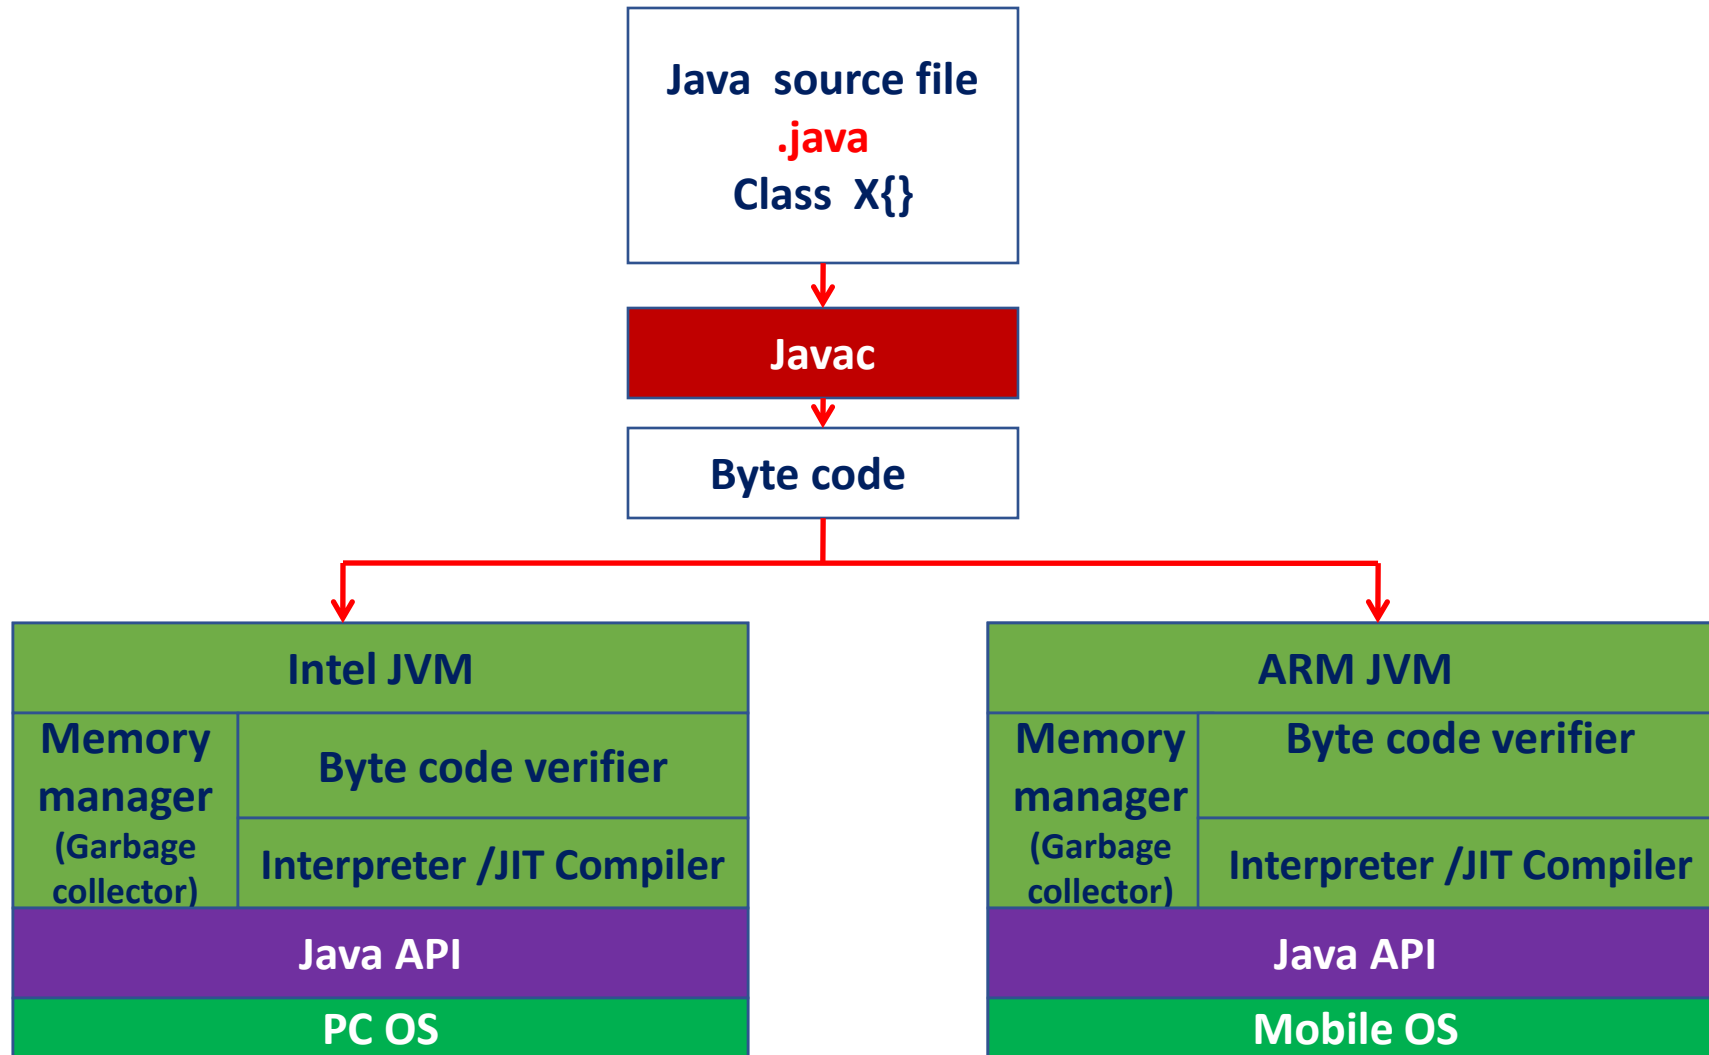 Java  source file
.java
Class  X{}
Javac
Byte code
Intel JVM
Memory
manager
(Garbage
collector)
Byte code verifier
Interpreter /JIT Compiler
Java API
PC OS
ARM JVM
Memory
manager
(Garbage
collector)
Byte code verifier
Interpreter /JIT Compiler
Java API
Mobile OS